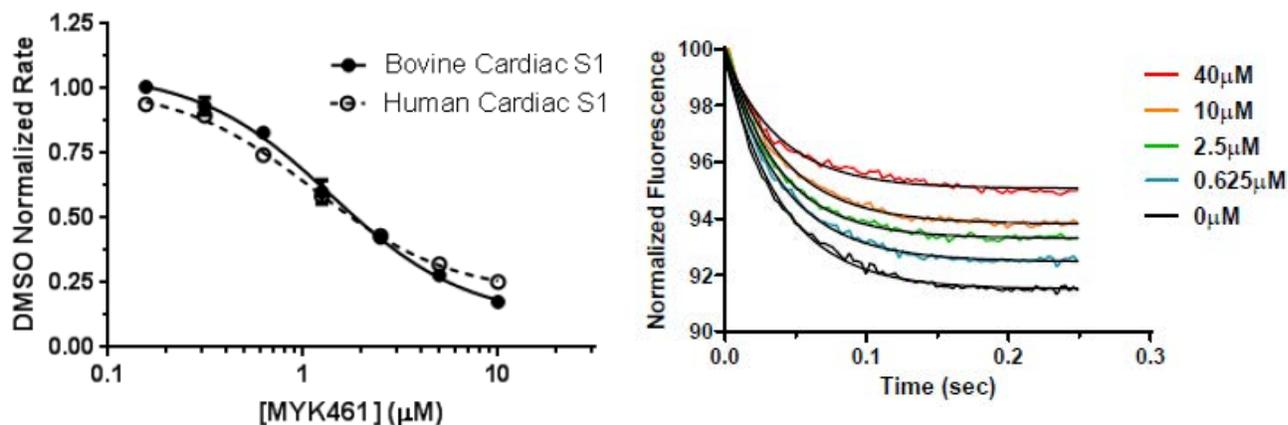 1.25
1.00
0.75
0.50
0.25
0.00
DMSO Normalized Rate
Bovine Cardiac S1
Human Cardiac S1
0.1
1
10
[MYK461] (μM)
100
98
96
94
92
90
Normalized Fluorescence
0.0
0.1
0.2
0.3
Time (sec)
40μM
10μM
2.5μM
0.625μM
0μM